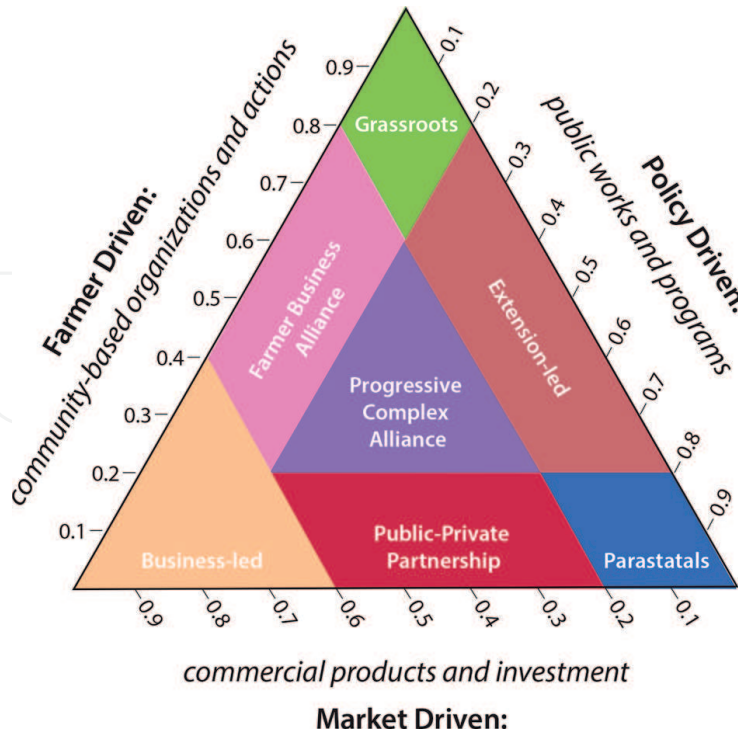 Grassroots
Farmer Business
Alliance
Extension-led
Progressive
Complex
Alliance
Business-led
Public-Private
Partnership
Parastatals
Farmer Driven:
community-based organizations and actions
0.9
0.8
0.7
0.6
0.5
0.4
0.3
0.2
0.1
Policy Driven:
public works and programs
0.1
0.2
0.3
0.4
0.5
0.6
0.7
0.8
0.9
0.9
0.8
0.7
0.6
0.5
0.4
0.3
0.2
0.1
commercial products and investment
Market Driven: